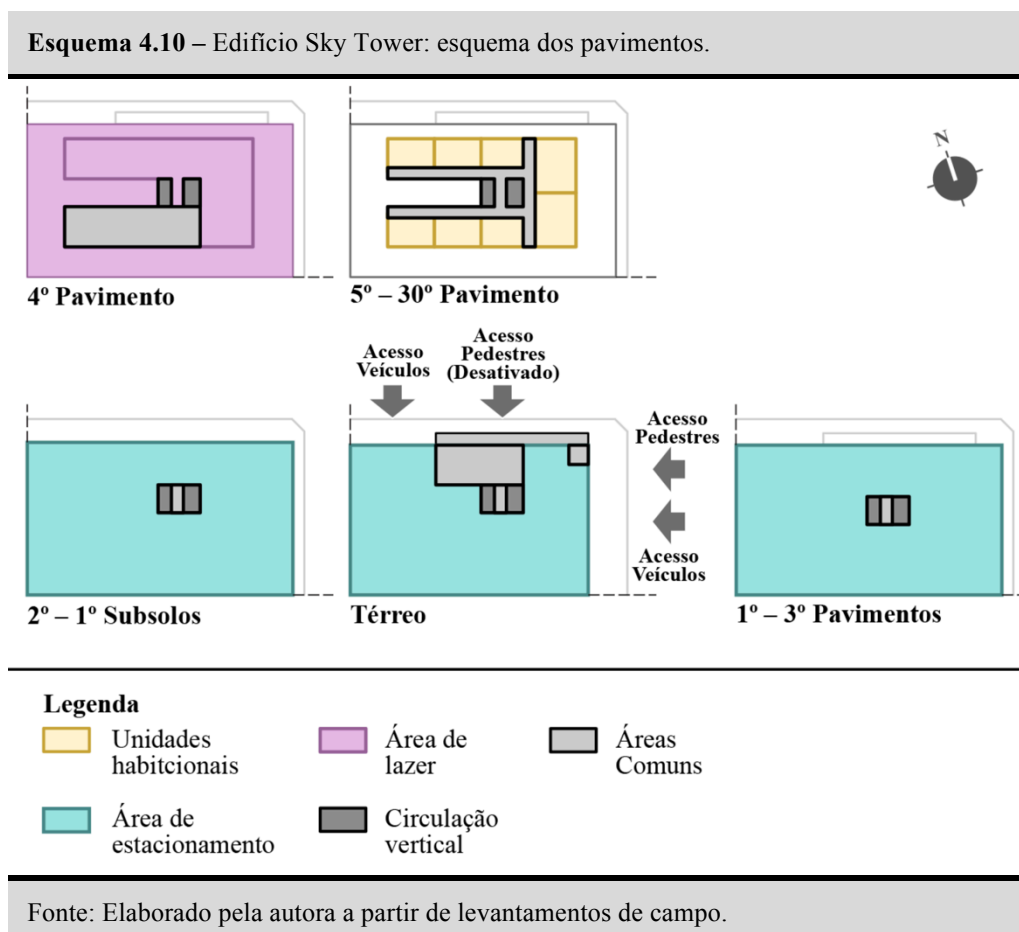 Esquema 4.10 – Edifício Sky Tower: esquema dos pavimentos.
N
4º Pavimento
5º – 30º Pavimento
Acesso
Veículos
Acesso
Pedestres
(Desativado)
Acesso
Pedestres
Acesso
Veículos
2º – 1º Subsolos
Térreo
1º – 3º Pavimentos
Legenda
Unidades
habitcionais
Área de
lazer
Áreas
Comuns
Área de
estacionamento
Circulação
vertical
Fonte: Elaborado pela autora a partir de levantamentos de campo.